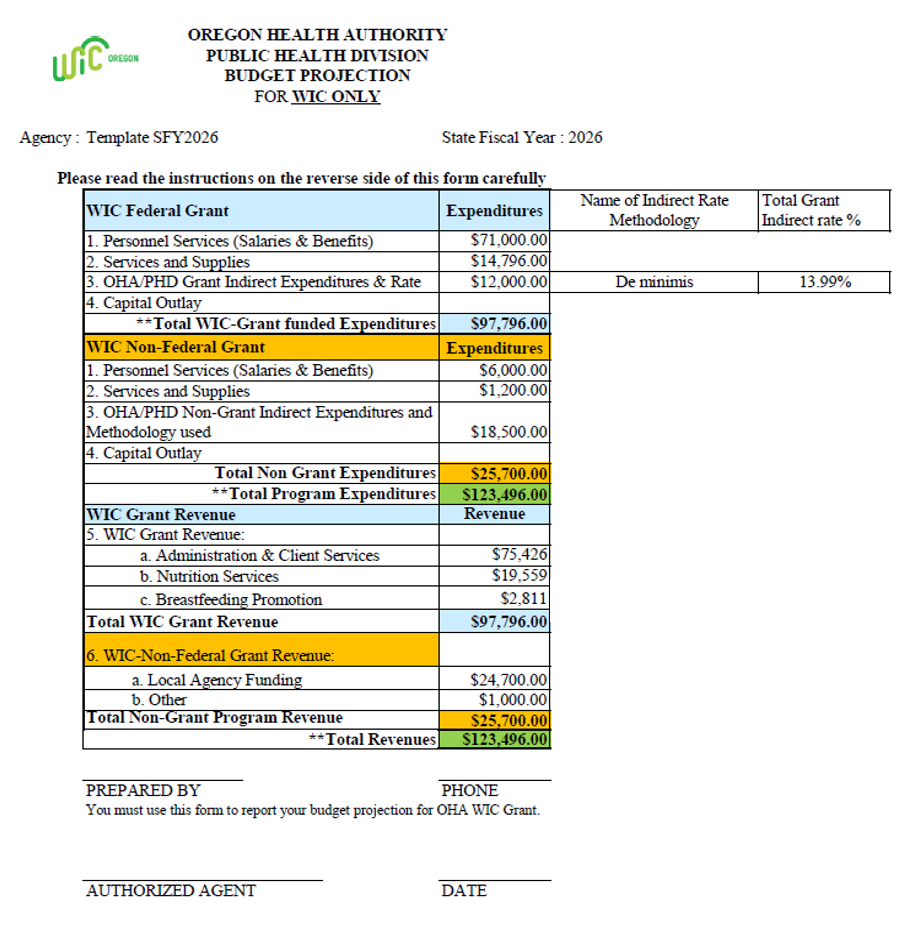 WIC OREGON
OREGON HEALTH AUTHORITY
PUBLIC HEALTH DIVISION
BUDGET PROJECTION
FOR WIC ONLY
Agency : Template SFY2026 State Fiscal Year : 2026
Please read the instructions on the reverse side of this form carefully
WIC Federal Grant Expenditures Name of Indirect Rate Methodology Total Grant Indirect rate %
1. Personnel Services (Salaries & Benefits) $71,000.00
2. Services and Supplies $14,796.00
3. OHA/PHD Grant Indirect Expenditures & Rate $12,000.00 De minimis 13.99%
4. Capital Outlay
**Total WIC-Grant funded Expenditures $97,796.00
WIC Non-Federal Grant Expenditures
1. Personnel Services (Salaries & Benefits) $6,000.00
2. Services and Supplies $1,200.00
3. OHA/PHD Non-Grant Indirect Expenditures and
Methodology used $18,500.00
4. Capital Outlay
Total Non Grant Expenditures $25,700.00
**Total Program Expenditures $123,496.00
WIC Grant Revenue Revenue
5. WIC Grant Revenue:
a. Administration & Client Services $75,426
b. Nutrition Services $19,559
c. Breastfeeding Promotion $2,811
Total WIC Grant Revenue $97,796.00
6. WIC-Non-Federal Grant Revenue:
a. Local Agency Funding $24,700.00
b. Other $1,000.00
Total Non-Grant Program Revenue $25,700.00
**Total Revenues $123,496.00
PREPARED BY PHONE
You must use this form to report your budget projection for OHA WIC Grant.
AUTHORIZED AGENT DATE